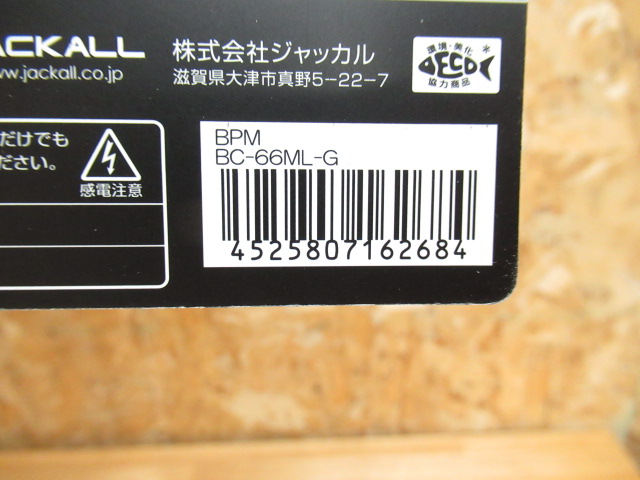 JACKALL
www.jackall.co.jp
株式会社ジャッカル
滋賀県大津市真野5-22-7
環境・美化
DECO
協力商品
だけでも
ださい。
感電注意
BPM
BC-66ML-G
4525807162684